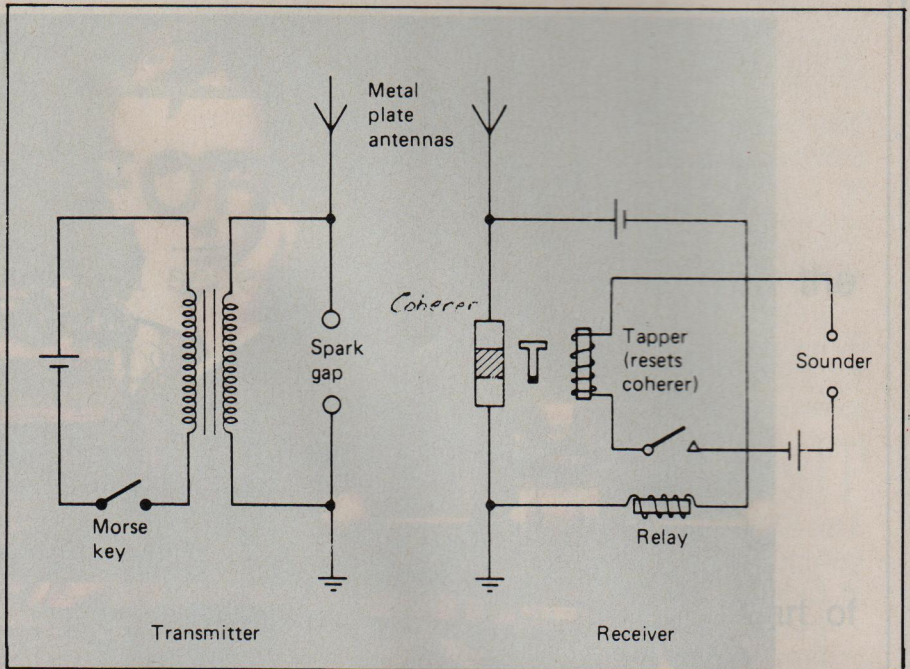 Metal
plate
antennas
Coherer
Spark
gap
Tapper
(resets
coherer)
Sounder
Morse
key
Relay
Transmitter
Receiver